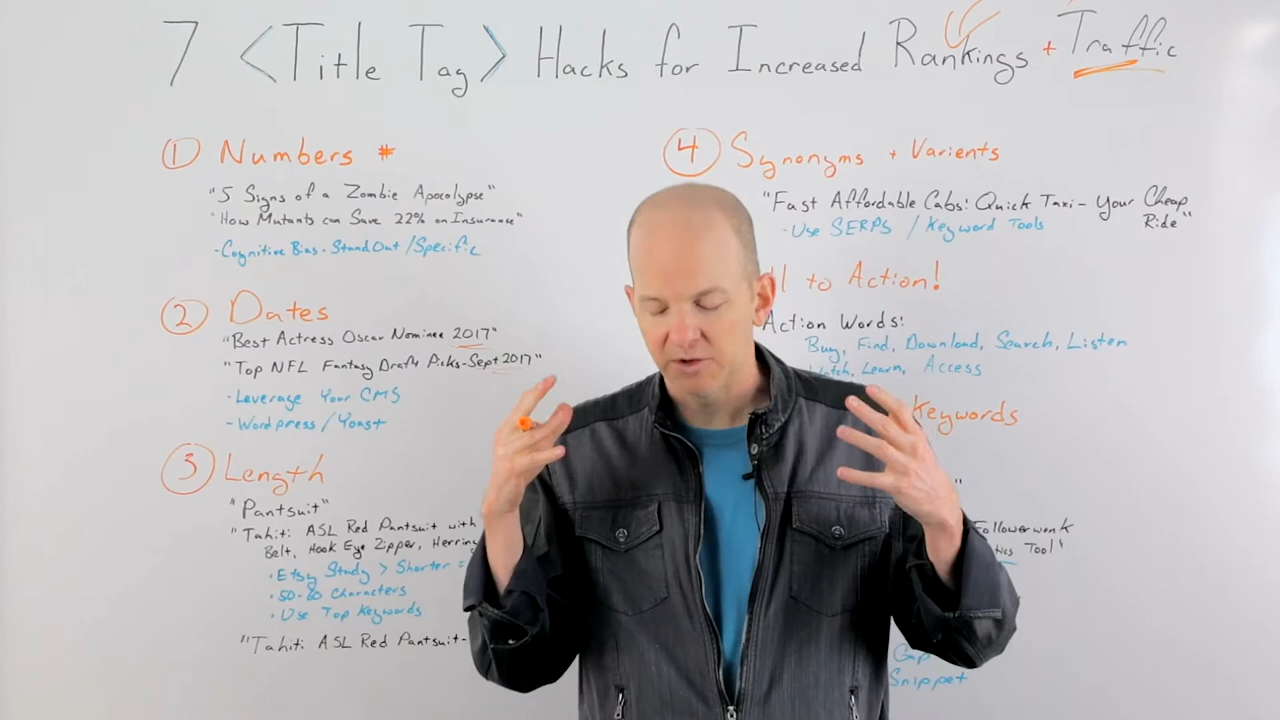 7 <Title Tag> Hacks for Increased Rankings + Traffic
① Numbers #
"5 Signs of a Zombie Apocolypse"
"How Mutants can Save 22% on Insurance"
-Cognitive Bias - Stand Out / Specific
② Dates
"Best Actress Oscar Nominee 2017"
"Top NFL Fantasy Draft Picks-Sept 2017"
- Leverage Your CMS
- Wordpress / Yoast
③ Length
"Pantsuit"
"Tahiti ASL Red Pantsuit with
Belt, Hook Eye Zipper,
• Etsy Study > Shorter =
• 50-60 Characters
• Use Top Keywords
"Tahiti ASL Red Pantsuit-
④ Synonyms + Varients
"Fast Affordable Cabs! Quick Taxi - Your Cheap
Ride"
- Use SERPS / Keyword Tools
to Action!
Action Words:
Buy, Find, Download, Search, Listen
Learn, Access
Keywords
"
Followerwonk
Tool"
Gap
Snippet